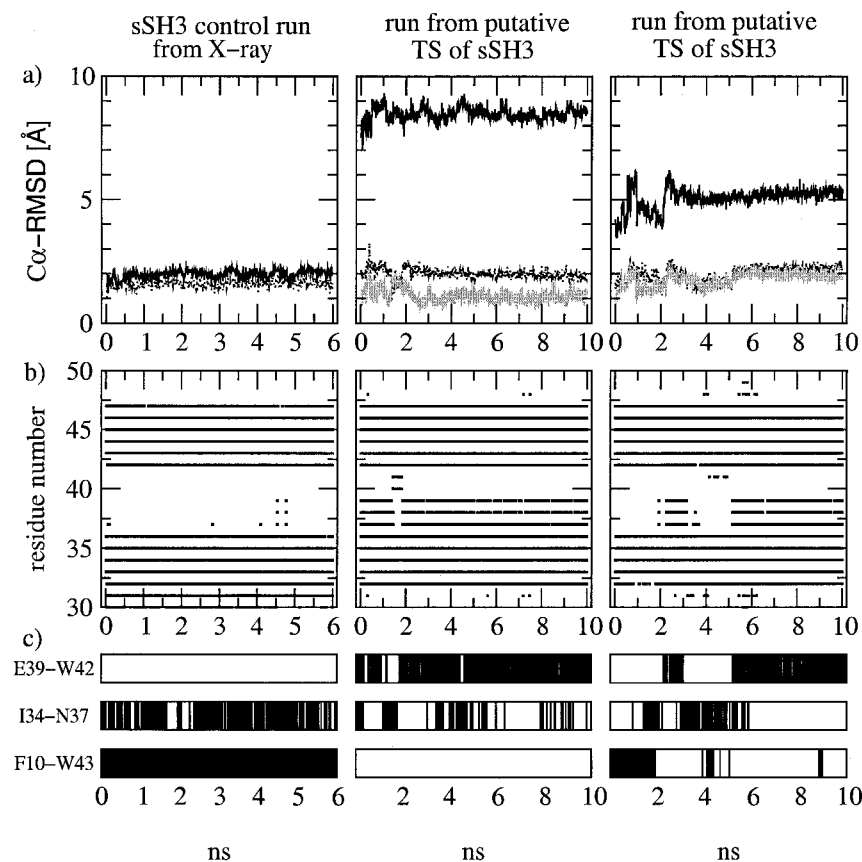 sSH3 control run
from X-ray
run from putative
TS of sSH3
run from putative
TS of sSH3
a)
10
5
0
Cα-RMSD [Å]
0 1 2 3 4 5 6
2 4 6 8 10
0 2 4 6 8 10
b)
50
45
40
35
30
residue number
0 1 2 3 4 5 6
2 4 6 8 10
0 2 4 6 8 10
c)
E39-W42
I34-N37
F10-W43
0 1 2 3 4 5 6
2 4 6 8 10
0 2 4 6 8 10
ns
ns
ns